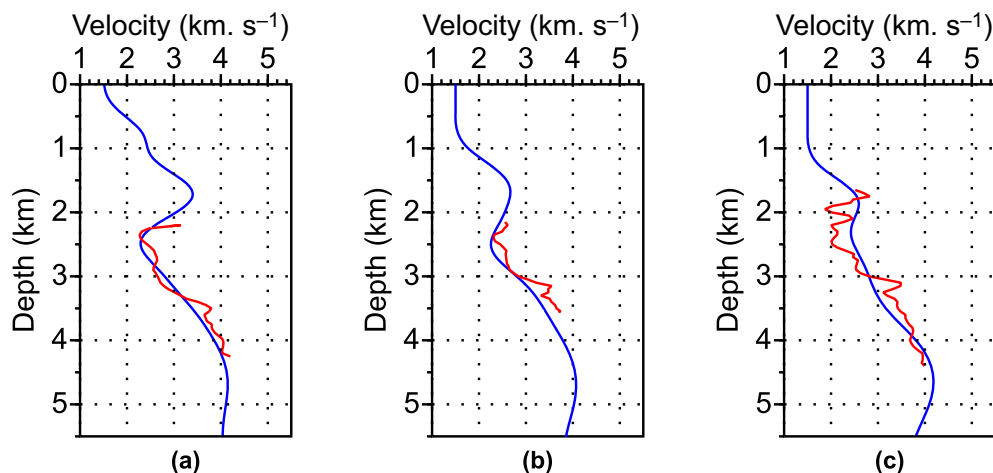 Velocity (km. s⁻¹) Velocity (km. s⁻¹) Velocity (km. s⁻¹)
1 2 3 4 5 1 2 3 4 5 1 2 3 4 5
0 0 0
1 1 1
2 2 2
3 3 3
4 4 4
5 5 5
Depth (km) Depth (km) Depth (km)
(a) (b) (c)